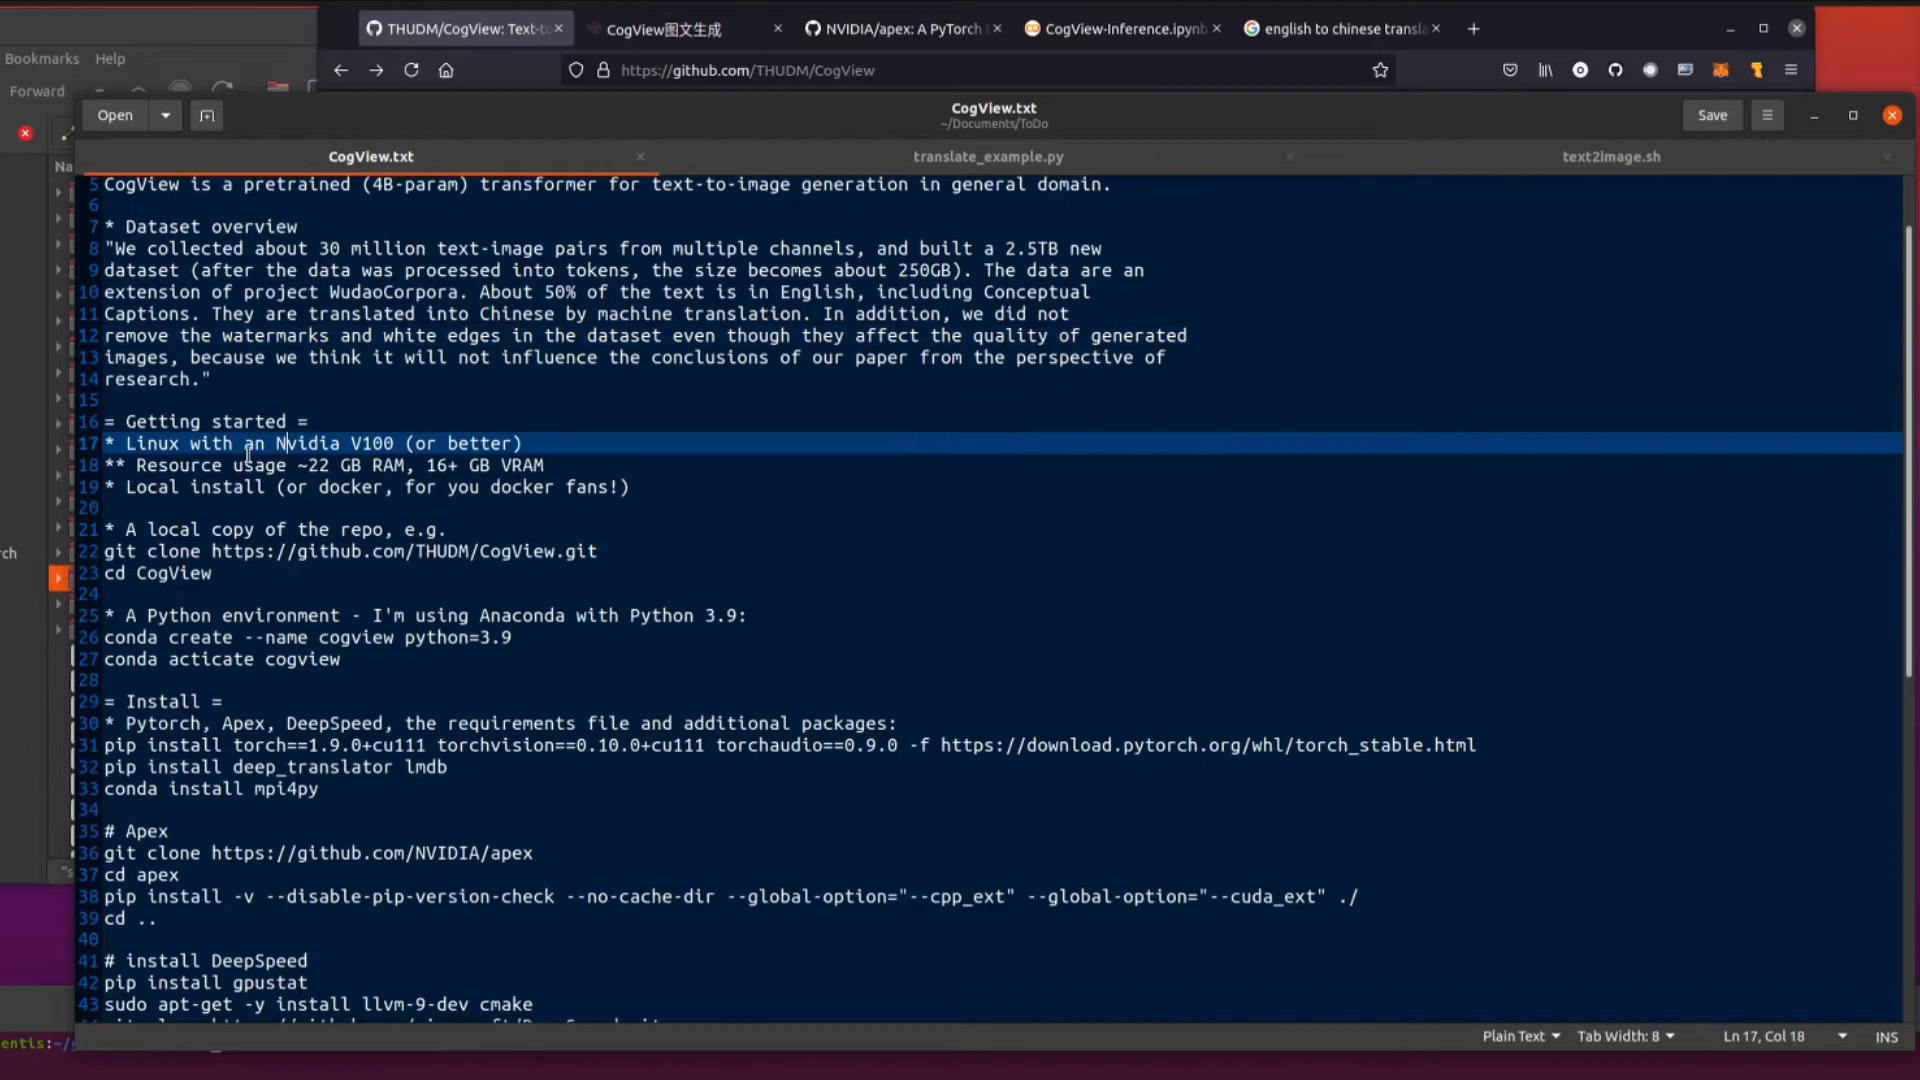 THUDM/CogView: Text-to
CogView图文生成
NVIDIA/apex: A PyTorch
CogView-Inference.ipynb
english to chinese transla
Bookmarks Help
https://github.com/THUDM/CogView
Forward
Open
CogView.txt
~/Documents/ToDo
Save
CogView.txt
translate_example.py
text2image.sh
Na
5 CogView is a pretrained (4B-param) transformer for text-to-image generation in general domain.
6
7 * Dataset overview
8 "We collected about 30 million text-image pairs from multiple channels, and built a 2.5TB new
9 dataset (after the data was processed into tokens, the size becomes about 250GB). The data are an
10 extension of project WudaoCorpora. About 50% of the text is in English, including Conceptual
11 Captions. They are translated into Chinese by machine translation. In addition, we did not
12 remove the watermarks and white edges in the dataset even though they affect the quality of generated
13 images, because we think it will not influence the conclusions of our paper from the perspective of
14 research."
15
16 = Getting started =
17 * Linux with an Nvidia V100 (or better)
18 ** Resource usage ~22 GB RAM, 16+ GB VRAM
19 * Local install (or docker, for you docker fans!)
20
21 * A local copy of the repo, e.g.
22 git clone https://github.com/THUDM/CogView.git
rch
23 cd CogView
24
25 * A Python environment - I'm using Anaconda with Python 3.9:
26 conda create --name cogview python=3.9
27 conda acticate cogview
28
29 = Install =
30 * Pytorch, Apex, DeepSpeed, the requirements file and additional packages:
31 pip install torch==1.9.0+cu111 torchvision==0.10.0+cu111 torchaudio==0.9.0 -f https://download.pytorch.org/whl/torch_stable.html
32 pip install deep_translator lmdb
33 conda install mpi4py
34
35 # Apex
36 git clone https://github.com/NVIDIA/apex
37 cd apex
38 pip install -v --disable-pip-version-check --no-cache-dir --global-option="--cpp_ext" --global-option="--cuda_ext" ./
39 cd ..
40
41 # install DeepSpeed
42 pip install gpustat
43 sudo apt-get -y install llvm-9-dev cmake
Plain Text Tab Width: 8 Ln 17, Col 18 INS
entis:~/